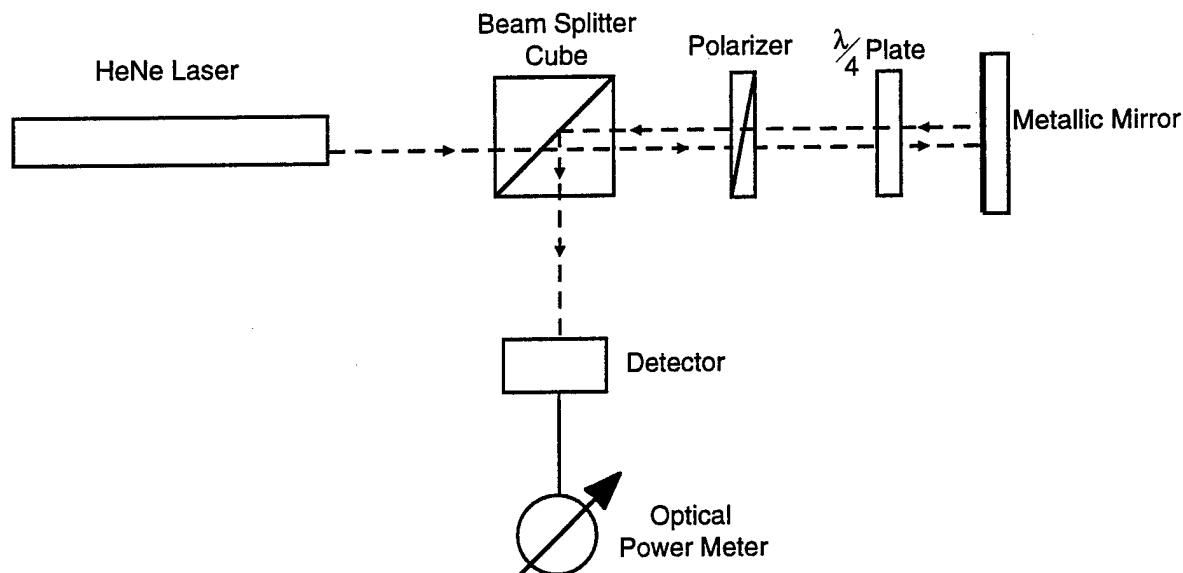 HeNe Laser
Beam Splitter
Cube
Polarizer
λ/4 Plate
Metallic Mirror
Detector
Optical
Power Meter